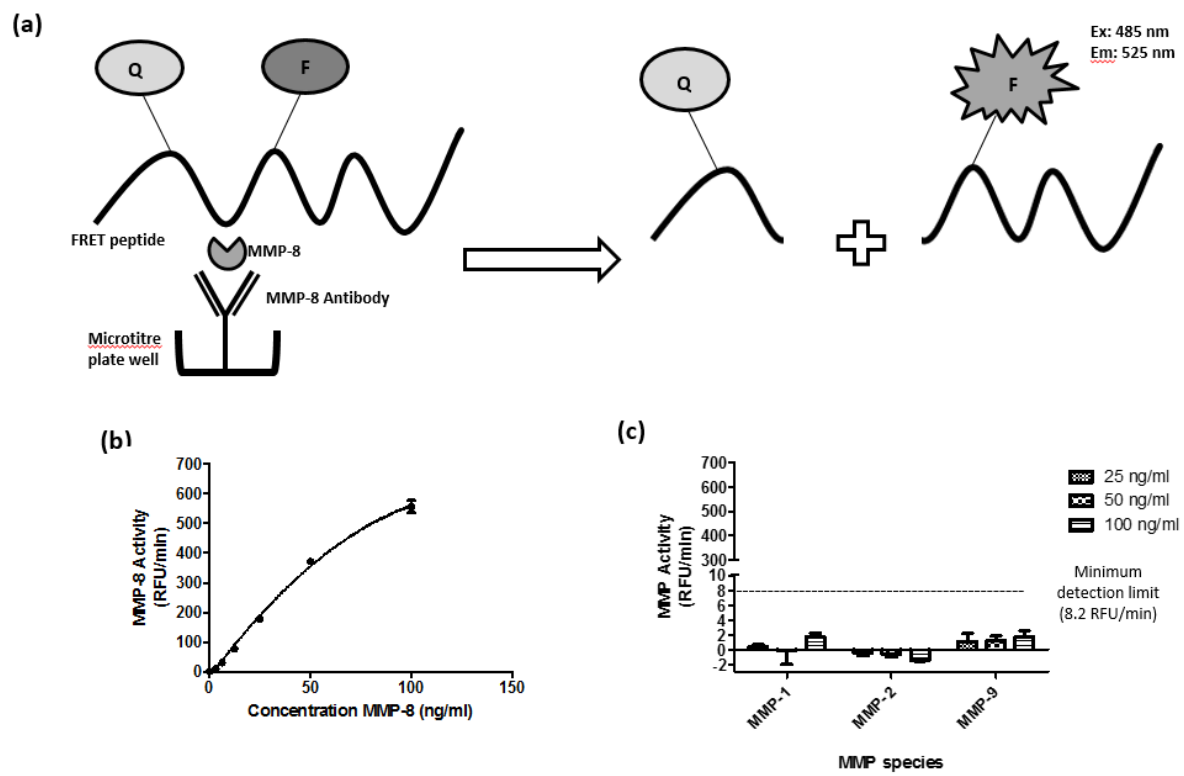 (a)
Q
F
FRET peptide
MMP-8
MMP-8 Antibody
Microtitre
plate well
Q
F
Ex: 485 nm
Em: 525 nm
(b)
700
600
500
400
300
200
100
0
0
50
100
150
MMP-8 Activity
(RFU/min)
Concentration MMP-8 (ng/ml)
(c)
700
600
500
400
300
10
8
6
4
2
0
-2
MMP Activity
(RFU/min)
MMP-1
MMP-2
MMP-9
MMP species
25 ng/ml
50 ng/ml
100 ng/ml
Minimum
detection limit
(8.2 RFU/min)